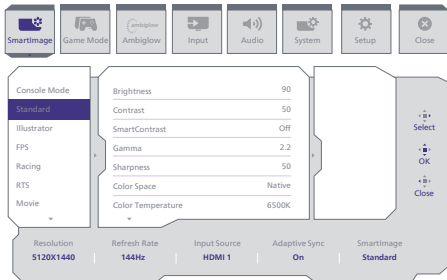 SmartImage
Game Mode
ambiglow
Ambiglow
Input
Audio
System
Setup
Close
Console Mode
Standard
Illustrator
FPS
Racing
RTS
Movie
Brightness 90
Contrast 50
SmartContrast Off
Gamma 2.2
Sharpness 50
Color Space Native
Color Temperature 6500K
Select
OK
Close
Resolution Refresh Rate Input Source Adaptive Sync SmartImage
5120X1440 144Hz HDMI 1 On Standard